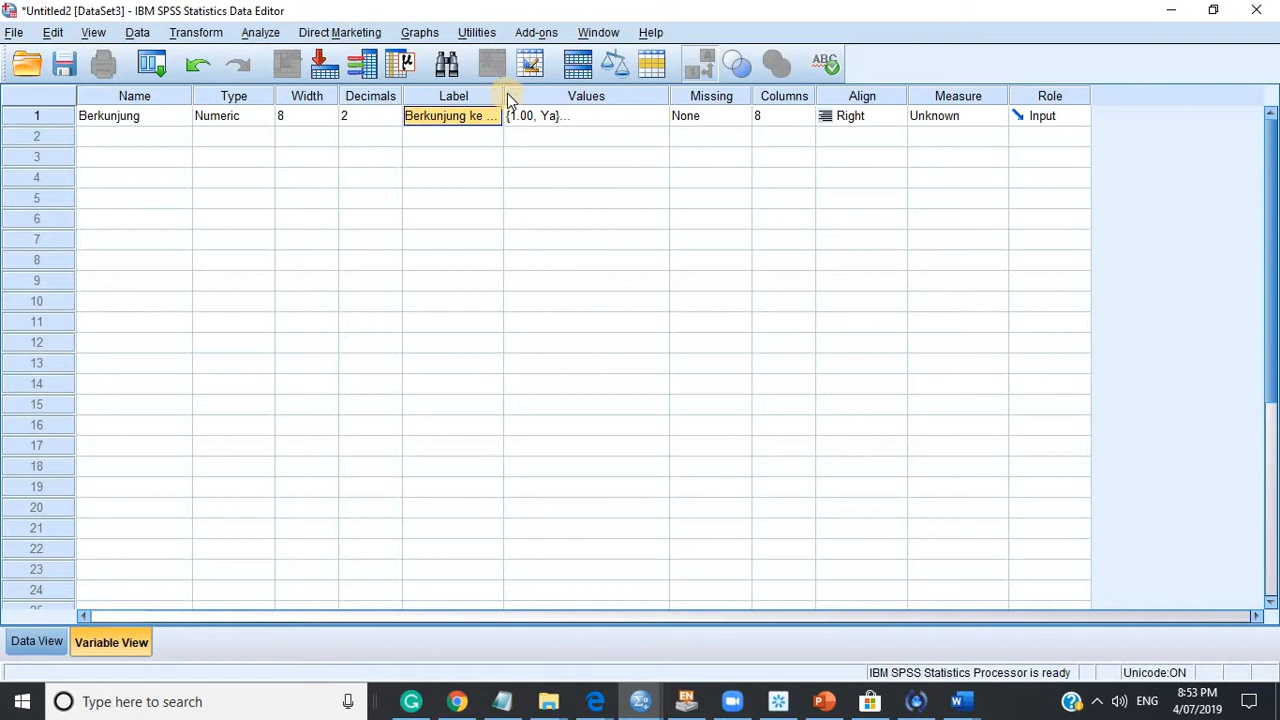 *Untitled2 [DataSet3] - IBM SPSS Statistics Data Editor
File Edit View Data Transform Analyze Direct Marketing Graphs Utilities Add-ons Window Help
Name Type Width Decimals Label Values Missing Columns Align Measure Role
1 Berkunjung Numeric 8 2 Berkunjung ke ... {1.00, Ya}... None 8 Right Unknown Input
2
3
4
5
6
7
8
9
10
11
12
13
14
15
16
17
18
19
20
21
22
23
24
Data View Variable View
IBM SPSS Statistics Processor is ready Unicode:ON
Type here to search
ENG
8:53 PM
4/07/2019